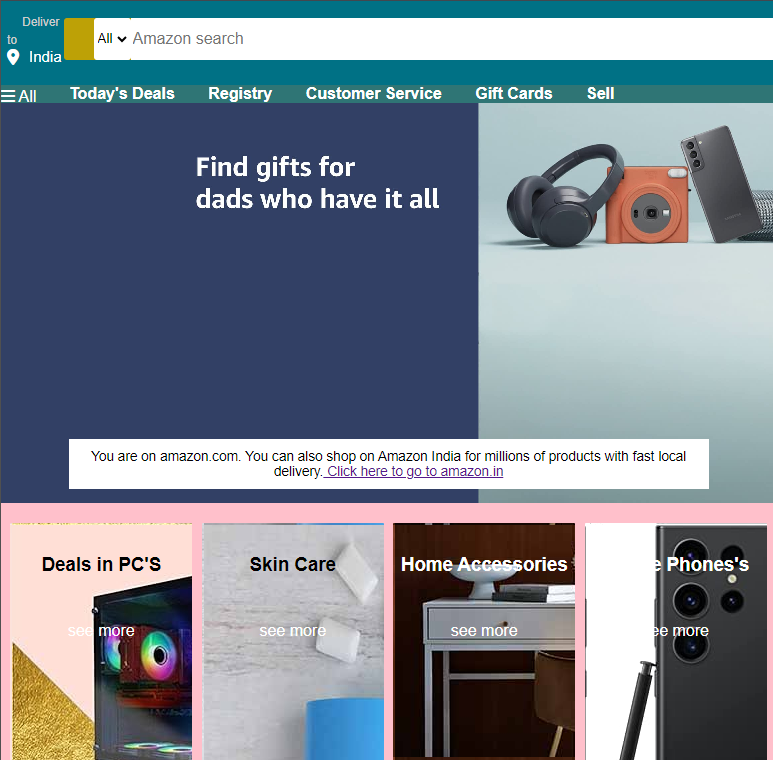 Deliver
to
India
All
Amazon search
All
Today's Deals
Registry
Customer Service
Gift Cards
Sell
Find gifts for
dads who have it all
You are on amazon.com. You can also shop on Amazon India for millions of products with fast local
delivery. Click here to go to amazon.in
Deals in PC'S
Skin Care
Home Accessories
e Phones's
see more
see more
see more
ee more